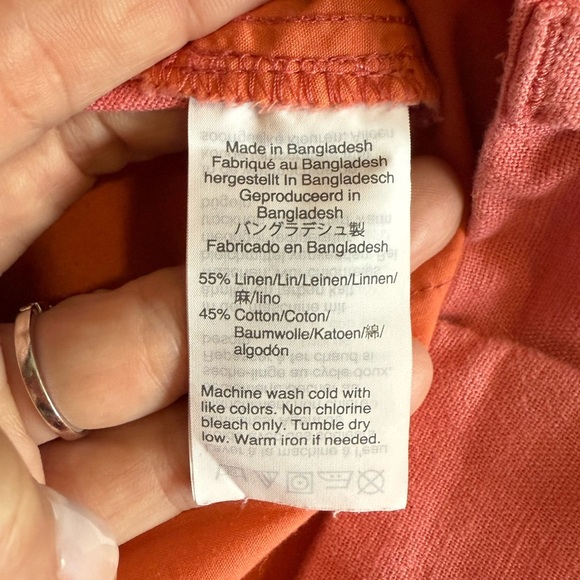 Made in Bangladesh
Fabriqué au Bangladesh
hergestellt In Bangladesch
Geproduceerd in
Bangladesh
バングラデシュ製
Fabricado en Bangladesh
55% Linen/Lin/Leinen/Linnen/
麻/lino
45% Cotton/Coton/
Baumwolle/Katoen/綿/
algodón
Machine wash cold with
like colors. Non chlorine
bleach only. Tumble dry
low. Warm iron if needed.